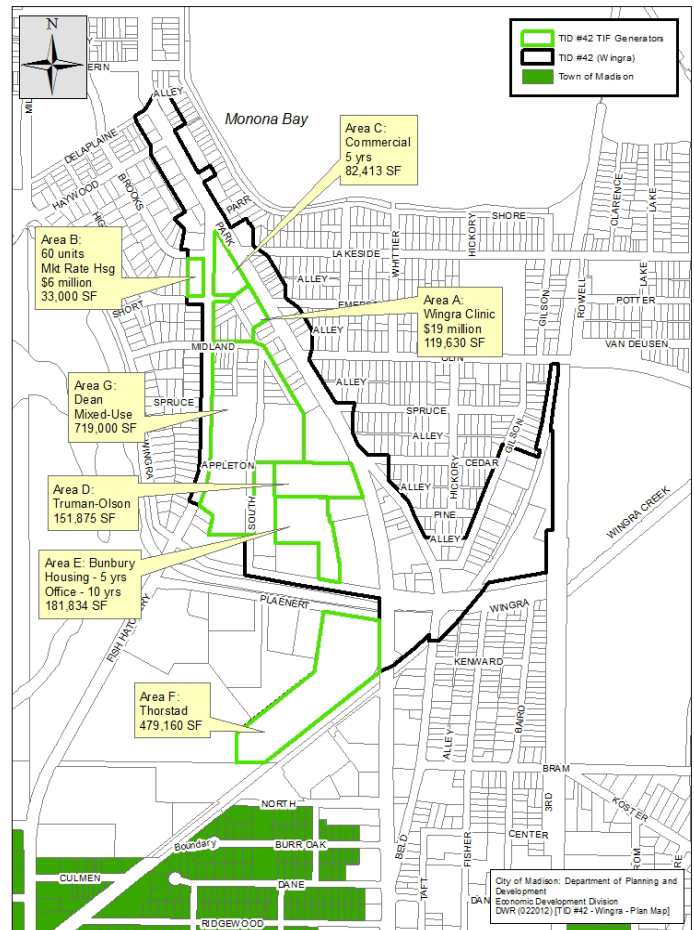 N
TID #42 TIF Generators
TID #42 (Wingra)
Town of Madison
ERIN
ALLEY
Monona Bay
DELAPLAINE
HAYWOOD
BROOKS
PARR
PARK
Area C:
Commercial
5 yrs
82,413 SF
CLARENCE
LAKE
SHORE
HICKORY
WHITTIER
LAKESIDE
ALLEY
Area B:
60 units
Mkt Rate Hsg
$6 million
33,000 SF
SHORT
Area A:
Wingra Clinic
$19 million
119,630 SF
ALLEY
GILSON
ROWELL
LAKE
POTTER
VAN DEUSEN
MIDLAND
Area G:
Dean
Mixed-Use
719,000 SF
SPRUCE
WINGRA
ALLEY
SPRUCE
ALLEY
GILSON
CEDAR
HICKORY
APPLETON
ALLEY
PINE
ALLEY
SOUTH
Area D:
Truman-Olson
151,875 SF
WINGRA CREEK
Area E: Bunbury
Housing - 5 yrs
Office - 10 yrs
181,834 SF
PLAENERT
WINGRA
KENWARD
Area F:
Thorstad
479,160 SF
ALLEY
BAIRD
BRAM
KOSTER
NORTH
Boundary
BURR OAK
CULMEN
DANE
RIDGEWOOD
BELD
TAFT
FISHER
CENTER
3RD
City of Madison: Department of Planning and
Development
Economic Development Division
DWR (022012) [TID #42 - Wingra - Plan Map]